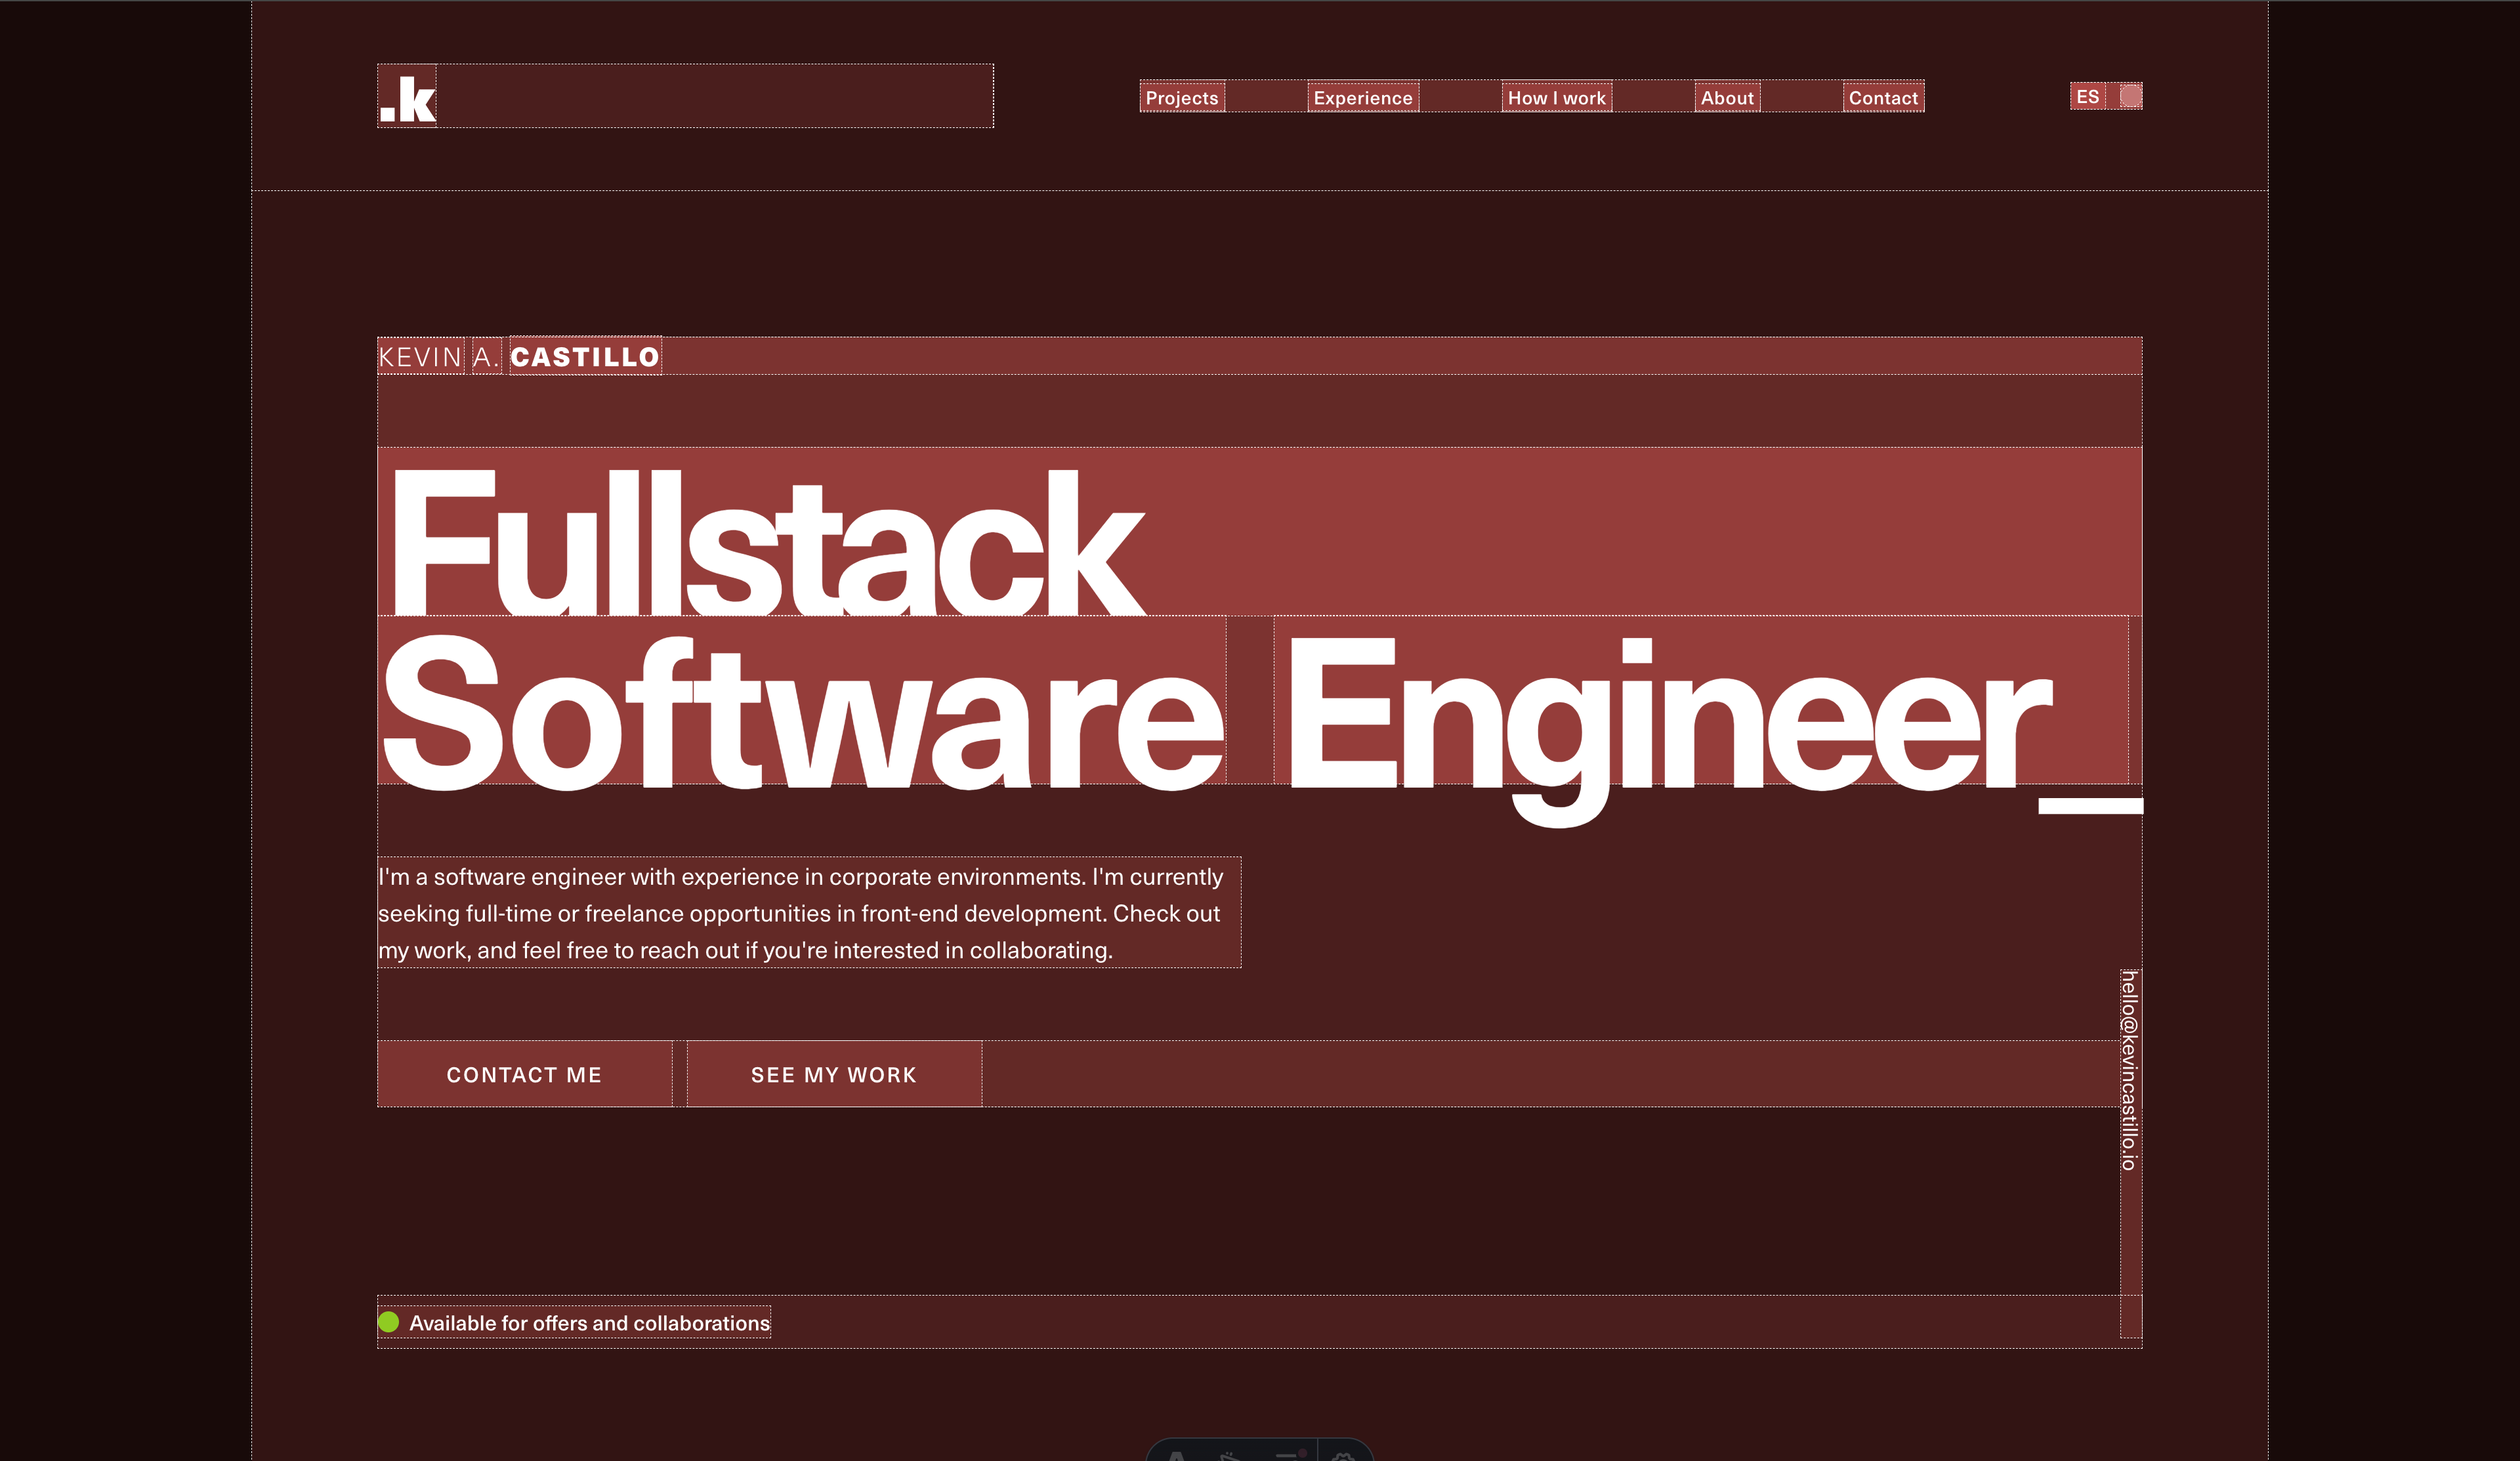 .k
Projects Experience How I work About Contact ES
KEVIN A. CASTILLO
Fullstack
Software Engineer_
I'm a software engineer with experience in corporate environments. I'm currently
seeking full-time or freelance opportunities in front-end development. Check out
my work, and feel free to reach out if you're interested in collaborating.
CONTACT ME SEE MY WORK
hello@kevincastillo.io
Available for offers and collaborations